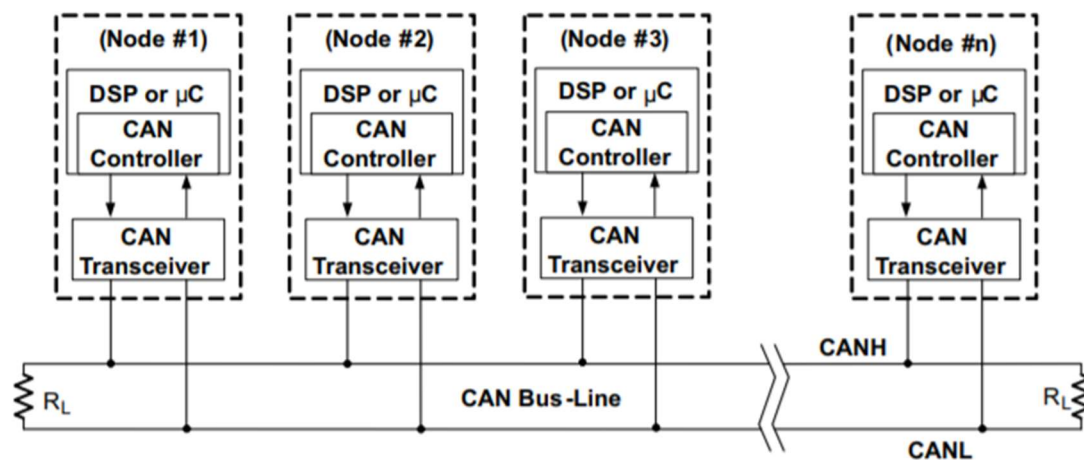 (Node #1)
DSP or µC
CAN
Controller
CAN
Transceiver
(Node #2)
DSP or µC
CAN
Controller
CAN
Transceiver
(Node #3)
DSP or µC
CAN
Controller
CAN
Transceiver
(Node #n)
DSP or µC
CAN
Controller
CAN
Transceiver
CANH
RL
CAN Bus-Line
RL
CANL